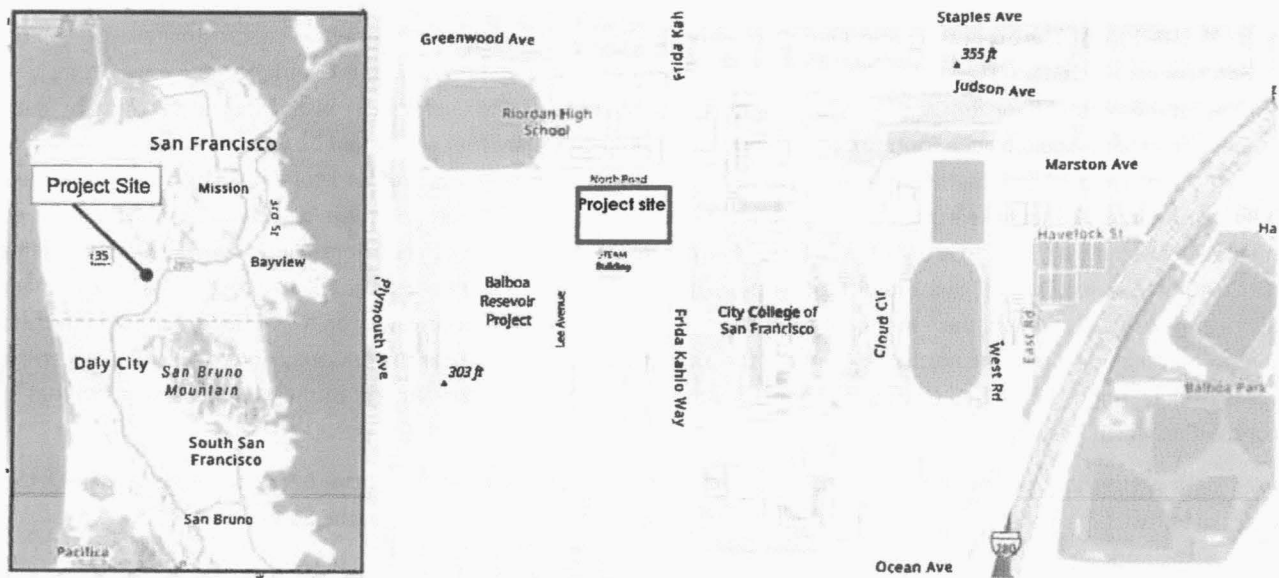 San Francisco
Project Site
Mission
3rd St
35
280
Bayview
Daly City
San Bruno
Mountain
South San
Francisco
San Bruno
Pacifica
Greenwood Ave
Frida Kah
Staples Ave
355 ft
Judson Ave
Riordan High
School
Marston Ave
North Road
Project site
STEAM
Building
Havelock St
Ha
Plymouth Ave
Balboa
Resevoir
Project
Lee Avenue
Frida Kahlo Way
City College of
San Francisco
Cloud Cir
East Rd
West Rd
303 ft
Balboa Park
280
Ocean Ave